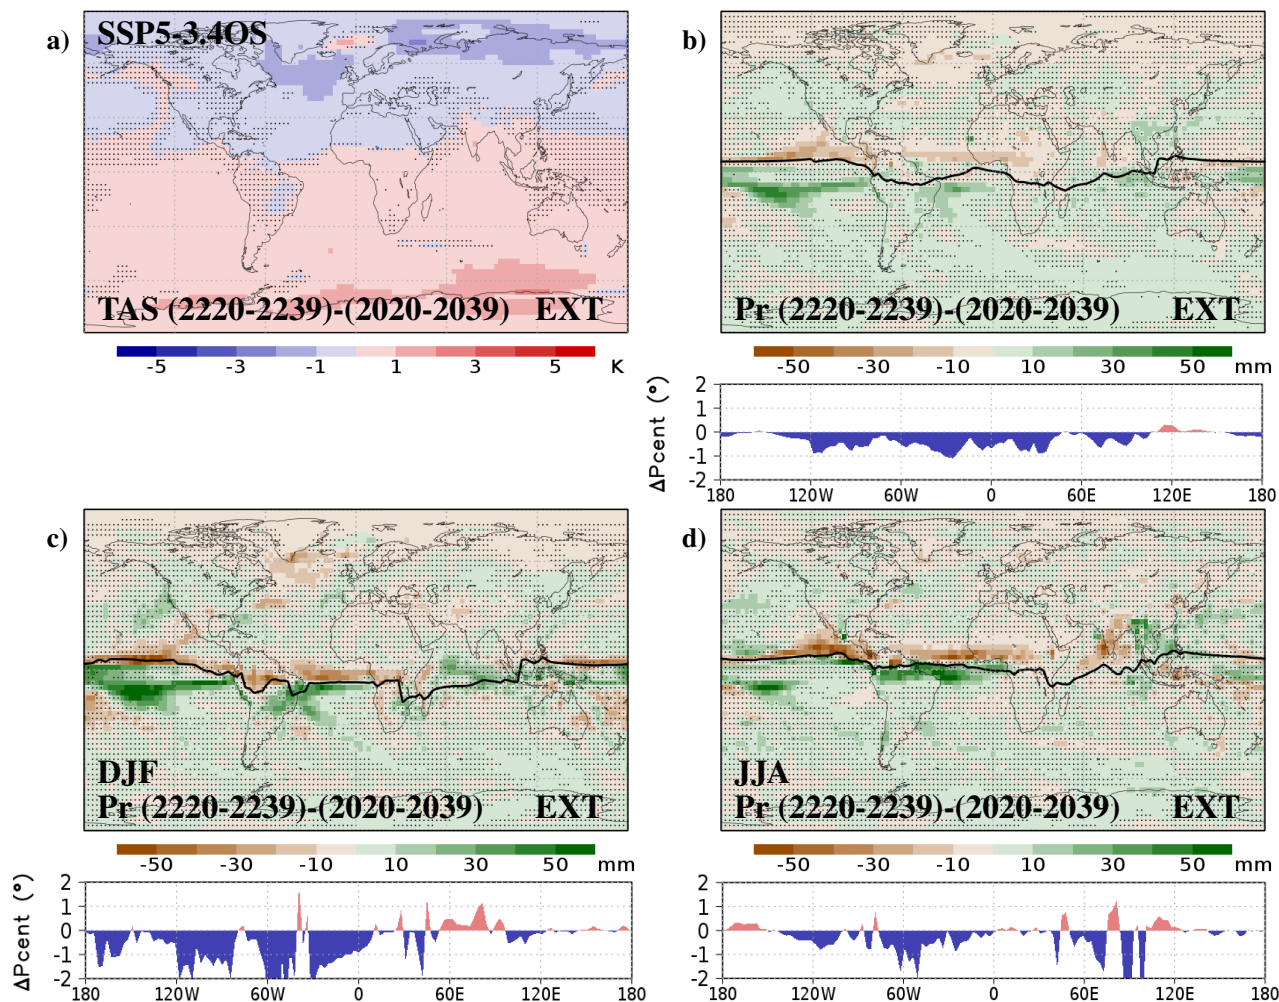 a)
SSP5-3.4OS
TAS (2220-2239)-(2020-2039) EXT
-5 -3 -1 1 3 5 K
b)
Pr (2220-2239)-(2020-2039) EXT
-50 -30 -10 10 30 50 mm
ΔPcent (°)
2
1
0
-1
-2
180 120W 60W 0 60E 120E 180
c)
DJF
Pr (2220-2239)-(2020-2039) EXT
-50 -30 -10 10 30 50 mm
ΔPcent (°)
2
1
0
-1
-2
180 120W 60W 0 60E 120E 180
d)
JJA
Pr (2220-2239)-(2020-2039) EXT
-50 -30 -10 10 30 50 mm
2
1
0
-1
-2
180 120W 60W 0 60E 120E 180